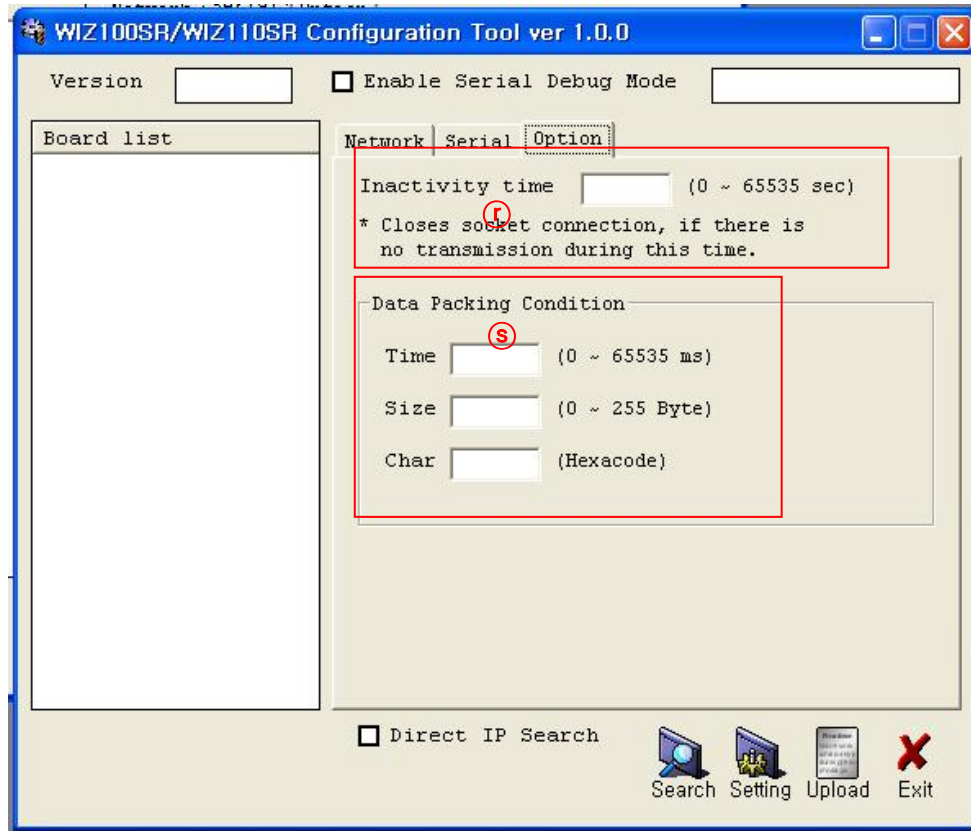 WIZ100SR/WIZ110SR Configuration Tool ver 1.0.0
Version
Enable Serial Debug Mode
Board list
Network Serial Option
Inactivity time (0 ~ 65535 sec)
ⓡ
* Closes socket connection, if there is
no transmission during this time.
Data Packing Condition
ⓢ
Time (0 ~ 65535 ms)
Size (0 ~ 255 Byte)
Char (Hexacode)
Direct IP Search
Search Setting Upload Exit